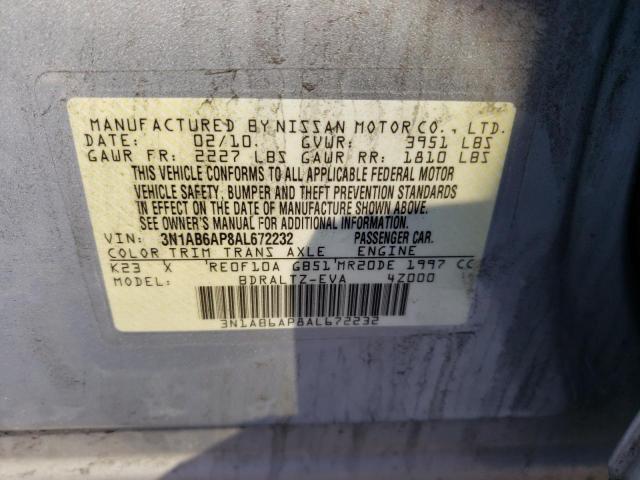 MANUFACTURED BY NISSAN MOTOR CO., LTD.
DATE: 02/10. GVWR: 3951 LBS
GAWR FR: 2227 LBS GAWR RR: 1810 LBS
THIS VEHICLE CONFORMS TO ALL APPLICABLE FEDERAL MOTOR
VEHICLE SAFETY, BUMPER AND THEFT PREVENTION STANDARDS
IN EFFECT ON THE DATE OF MANUFACTURE SHOWN ABOVE.
SEE OWNER'S MANUAL FOR ADDITIONAL INFORMATION.
VIN: 3N1AB6AP8AL672232 PASSENGER CAR.
COLOR TRIM TRANS AXLE ENGINE
K23 X 'RE0F10A GB51'MR20DE 1997 CC
MODEL: BDRALTZ-EVA 4Z000
3N1AB6AP8AL672232